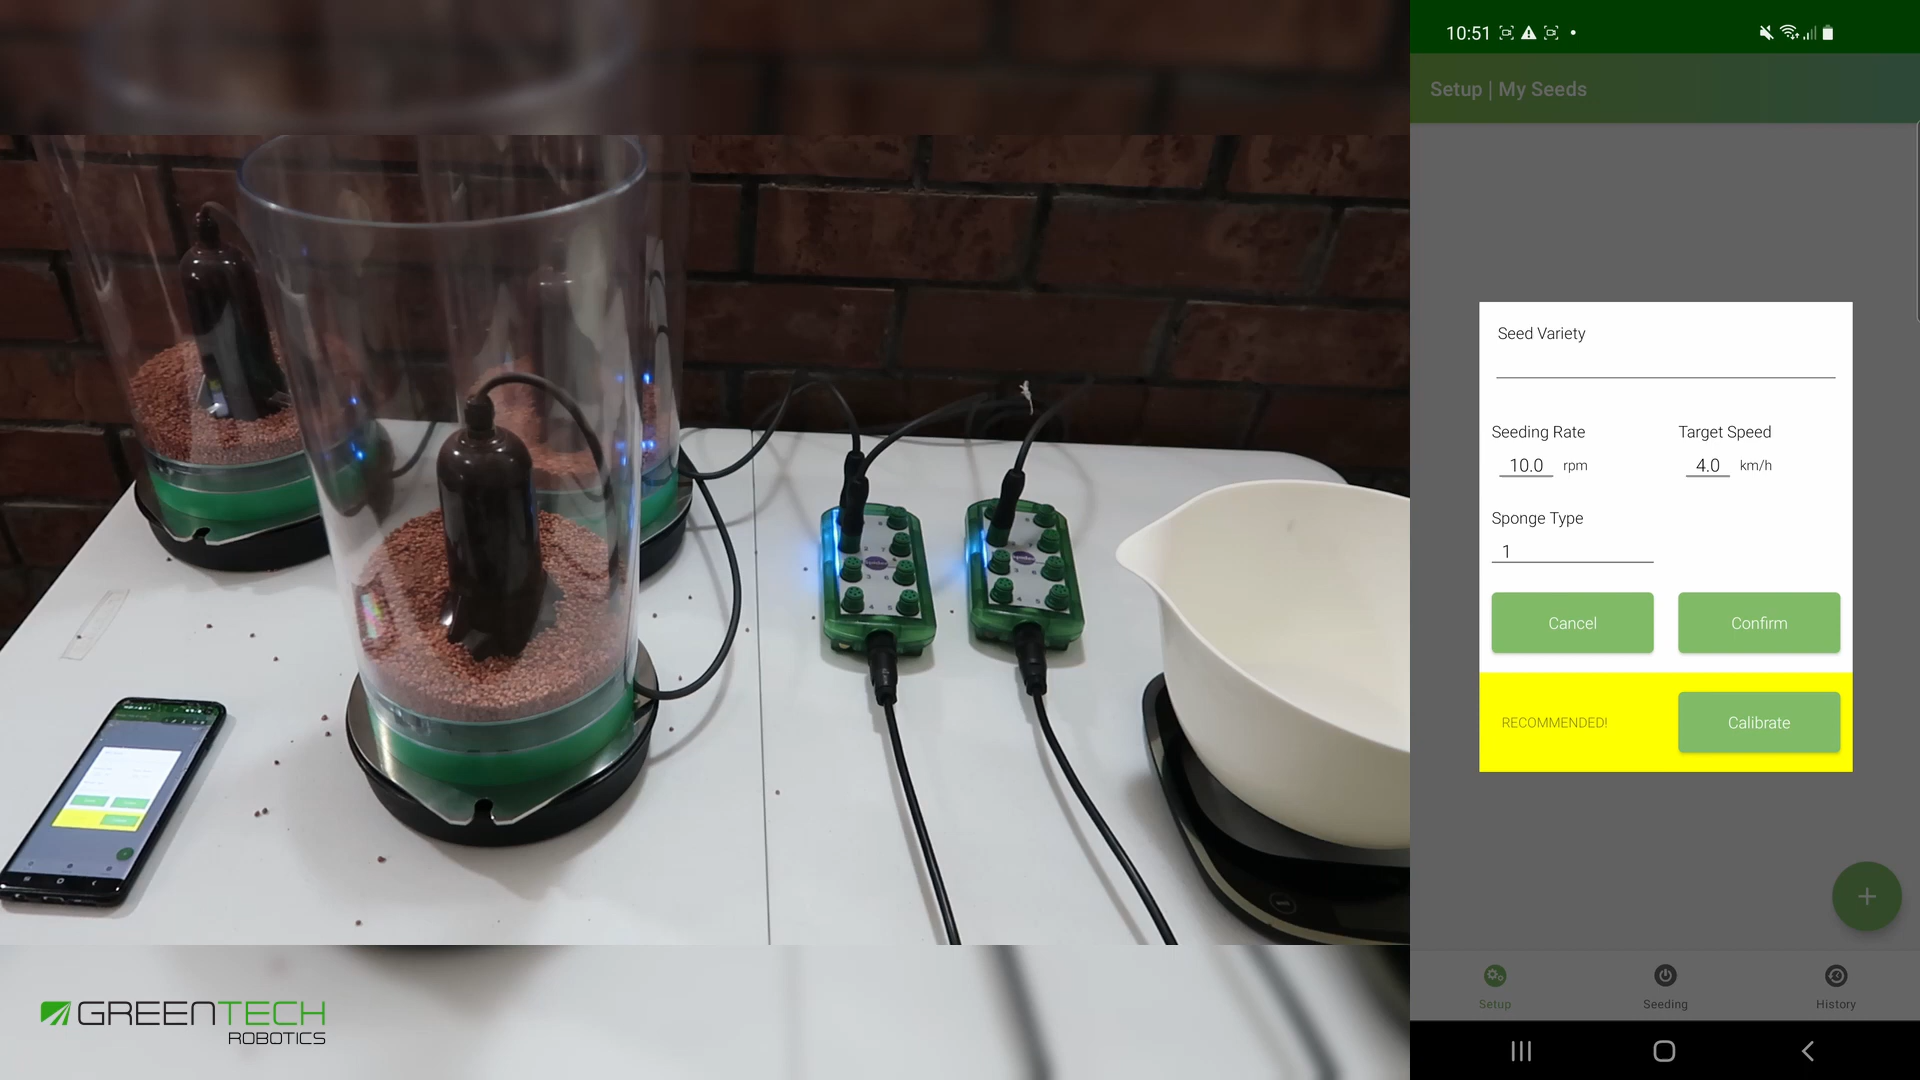 10:51
Setup | My Seeds
Seed Variety
Seeding Rate
Target Speed
10.0 rpm
4.0 km/h
Sponge Type
1
Cancel
Confirm
RECOMMENDED!
Calibrate
Setup
Seeding
History
GREENTECH
ROBOTICS